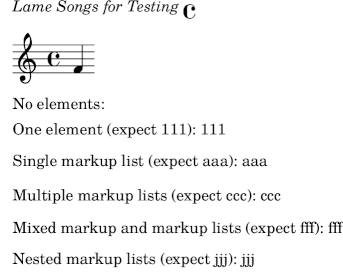 Lame Songs for Testing
No elements:
One element (expect 111): 111
Single markup list (expect aaa): aaa
Multiple markup lists (expect ccc): ccc
Mixed markup and markup lists (expect fff): fff
Nested markup lists (expect jjj): jjj